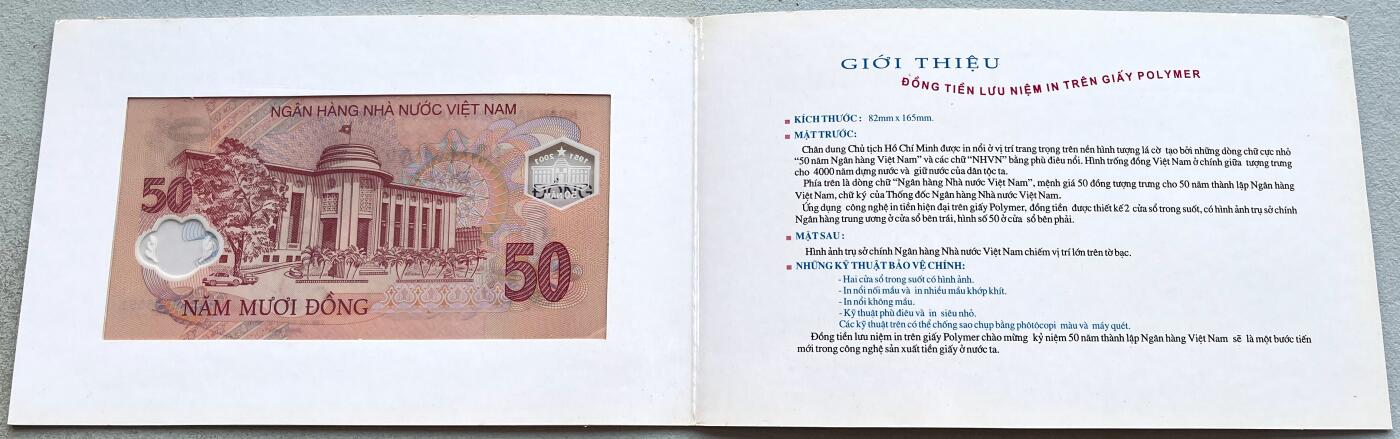 NGÂN HÀNG NHÀ NƯỚC VIỆT NAM
1951 2001
50
ĐỒNG
50
NĂM MƯƠI ĐỒNG
GIỚI THIỆU
ĐỒNG TIỀN LƯU NIỆM IN TRÊN GIẤY POLYMER
KÍCH THƯỚC : 82mm x 165mm.
MẶT TRƯỚC:
Chân dung Chủ tịch Hồ Chí Minh được in nổi ở vị trí trang trọng trên nền hình tượng lá cờ tạo bởi những dòng chữ cực nhỏ
"50 năm Ngân hàng Việt Nam" và các chữ "NHVN" bằng phù điêu nổi. Hình trống đồng Việt Nam ở chính giữa tượng trưng
cho 4000 năm dựng nước và giữ nước của dân tộc ta.
Phía trên là dòng chữ "Ngân hàng Nhà nước Việt Nam", mệnh giá 50 đồng tượng trưng cho 50 năm thành lập Ngân hàng
Việt Nam, chữ ký của Thống đốc Ngân hàng Nhà nước Việt Nam.
Ứng dụng công nghệ in tiền hiện đại trên giấy Polymer, đồng tiền được thiết kế 2 cửa sổ trong suốt, có hình ảnh trụ sở chính
Ngân hàng trung ương ở cửa sổ bên trái, hình số 50 ở cửa sổ bên phải.
MẶT SAU :
Hình ảnh trụ sở chính Ngân hàng Nhà nước Việt Nam chiếm vị trí lớn trên tờ bạc.
NHỮNG KỸ THUẬT BẢO VỆ CHÍNH:
- Hai cửa sổ trong suốt có hình ảnh.
- In nổi nối mầu và in nhiều mầu khớp khít.
- In nổi không mầu.
- Kỹ thuật phù điêu và in siêu nhỏ.
Các kỹ thuật trên có thể chống sao chụp bằng phôtôcopi màu và máy quét.
Đồng tiền lưu niệm in trên giấy Polymer chào mừng kỷ niệm 50 năm thành lập Ngân hàng Việt Nam sẽ là một bước tiến
mới trong công nghệ sản xuất tiền giấy ở nước ta.